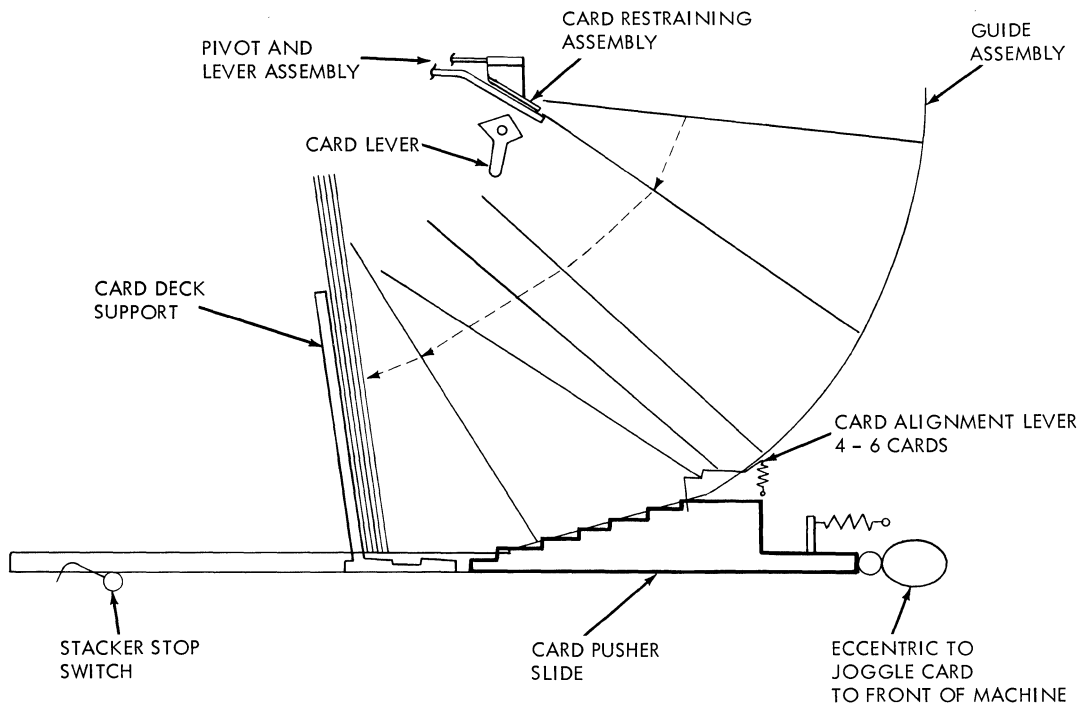 CARD RESTRAINING
ASSEMBLY
GUIDE
ASSEMBLY
PIVOT AND
LEVER ASSEMBLY
CARD LEVER
CARD DECK
SUPPORT
CARD ALIGNMENT LEVER
4 – 6 CARDS
STACKER STOP
SWITCH
CARD PUSHER
SLIDE
ECCENTRIC TO
JOGGLE CARD
TO FRONT OF MACHINE